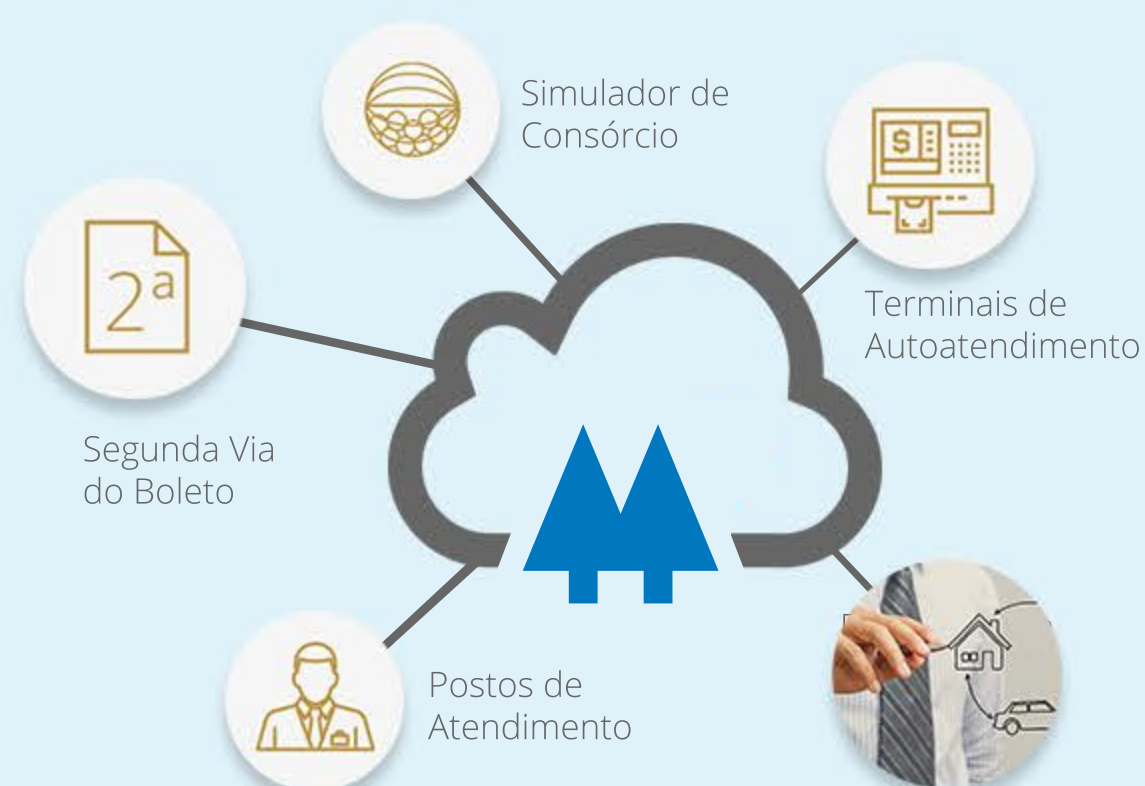 Simulador de
Consórcio
$
Terminais de
Autoatendimento
2ª
Segunda Via
do Boleto
Postos de
Atendimento